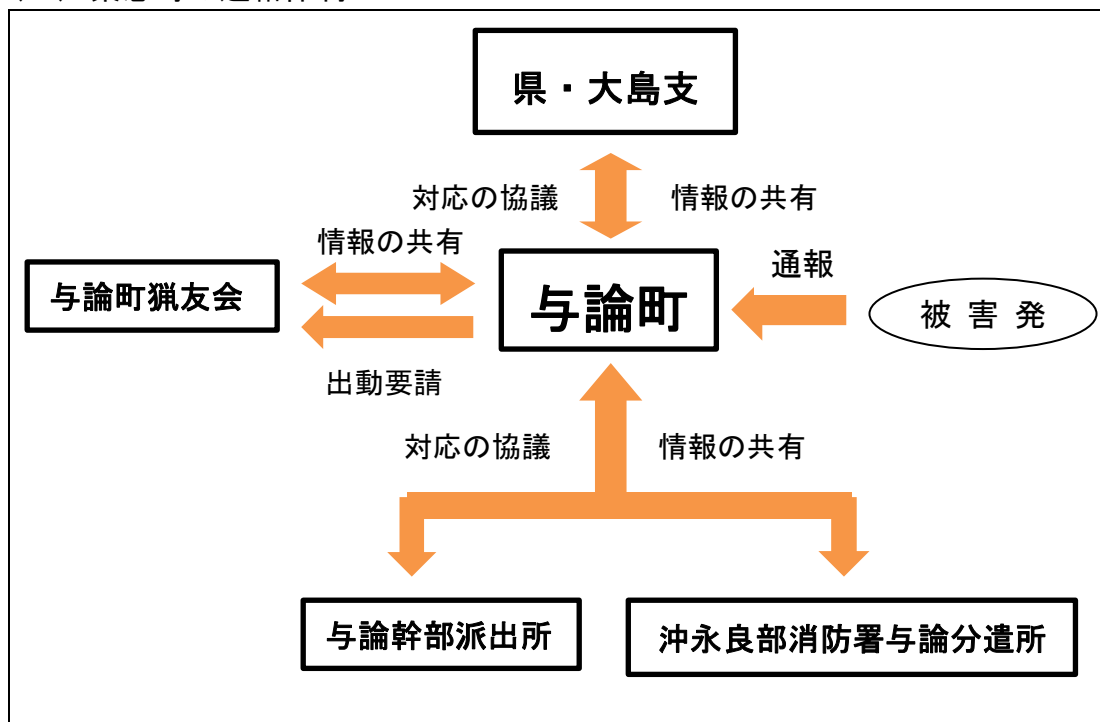 県・大島支
対応の協議
情報の共有
情報の共有
通報
与論町猟友会
与論町
被 害 発
出動要請
対応の協議
情報の共有
与論幹部派出所
沖永良部消防署与論分遣所